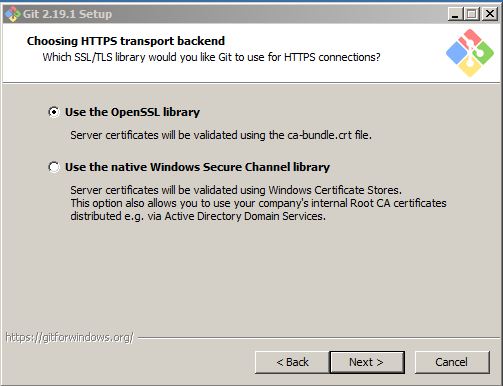 Git 2.19.1 Setup
Choosing HTTPS transport backend
Which SSL/TLS library would you like Git to use for HTTPS connections?
Use the OpenSSL library
Server certificates will be validated using the ca-bundle.crt file.
Use the native Windows Secure Channel library
Server certificates will be validated using Windows Certificate Stores.
This option also allows you to use your company's internal Root CA certificates
distributed e.g. via Active Directory Domain Services.
https://gitforwindows.org/
< Back
Next >
Cancel